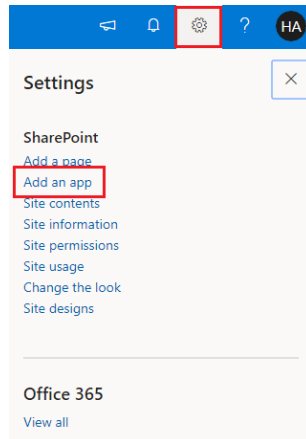 ?
HA
Settings
SharePoint
Add a page
Add an app
Site contents
Site information
Site permissions
Site usage
Change the look
Site designs
Office 365
View all